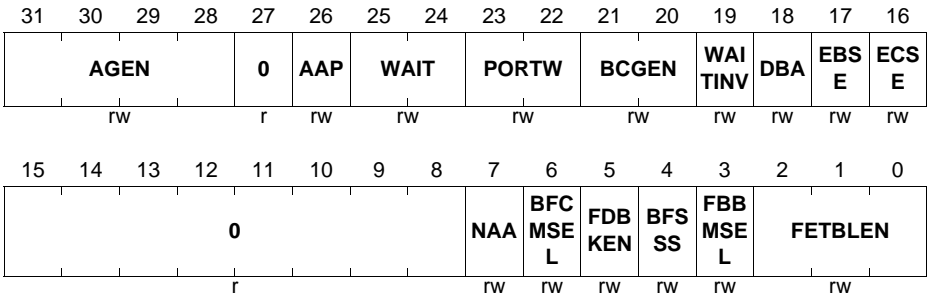 31 30 29 28 27 26 25 24 23 22 21 20 19 18 17 16
AGEN 0 AAP WAIT PORTW BCGEN WAI TINV DBA EBS E ECS E
rw r rw rw rw rw rw rw rw rw
15 14 13 12 11 10 9 8 7 6 5 4 3 2 1 0
0 NAA BFC MSE L FDB KEN BFS SS FBB MSE L FETBLEN
r rw rw rw rw rw rw